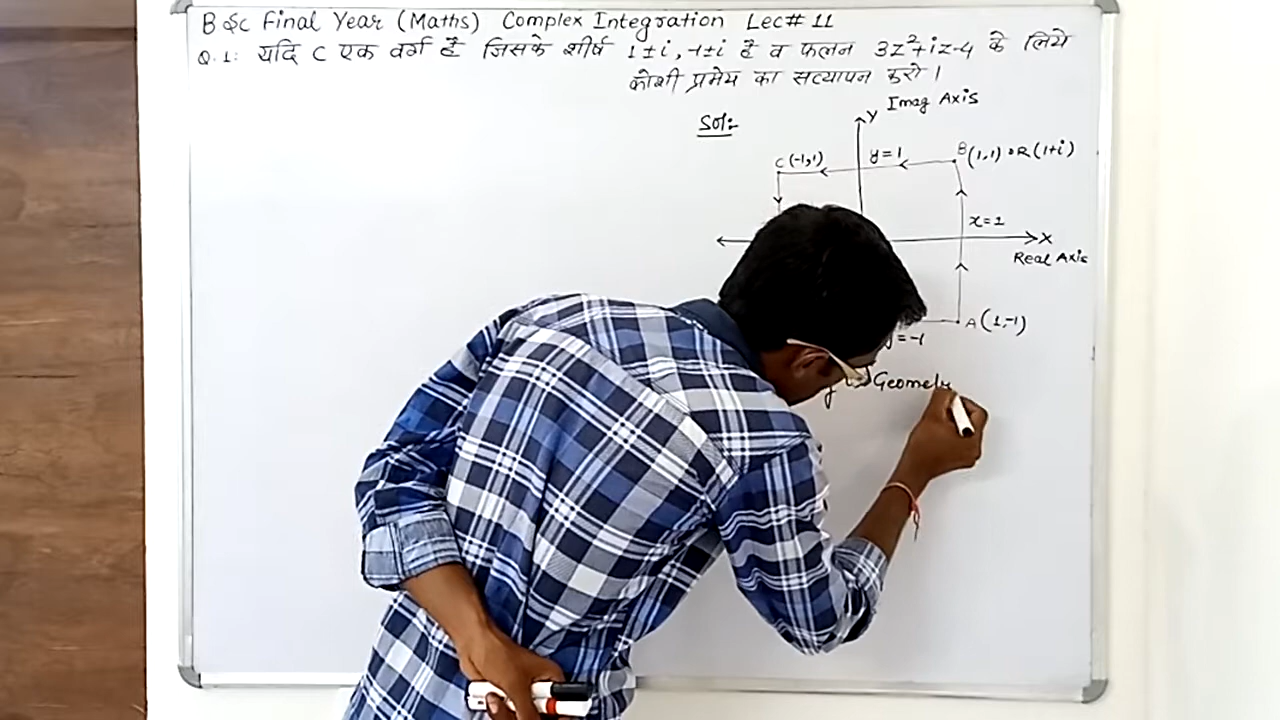 BSc Final Year (Maths) Complex Integration Lec# 11
Q.1: यदि C एक वर्ग है जिसके शीर्ष 1±i, -1±i है व फलन 3z²+iz-4 के लिये
कोशी प्रमेय का सत्यापन करो।
Imag Axis
Sol:-
Y
C(-1,1)
y=1
B(1,1) OR (1+i)
x=1
X
Real Axis
A(1,-1)
y=-1
Geomet